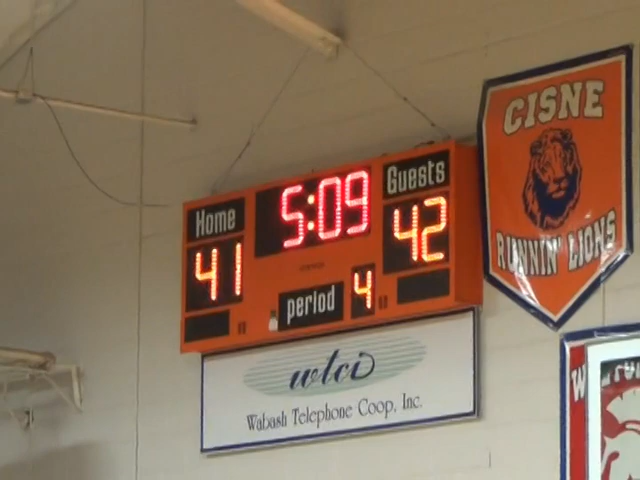 CISNE
RUNNIN' LIONS
Home 5:09 Guests
41 42
period 4
wtci
Wabash Telephone Coop, Inc.